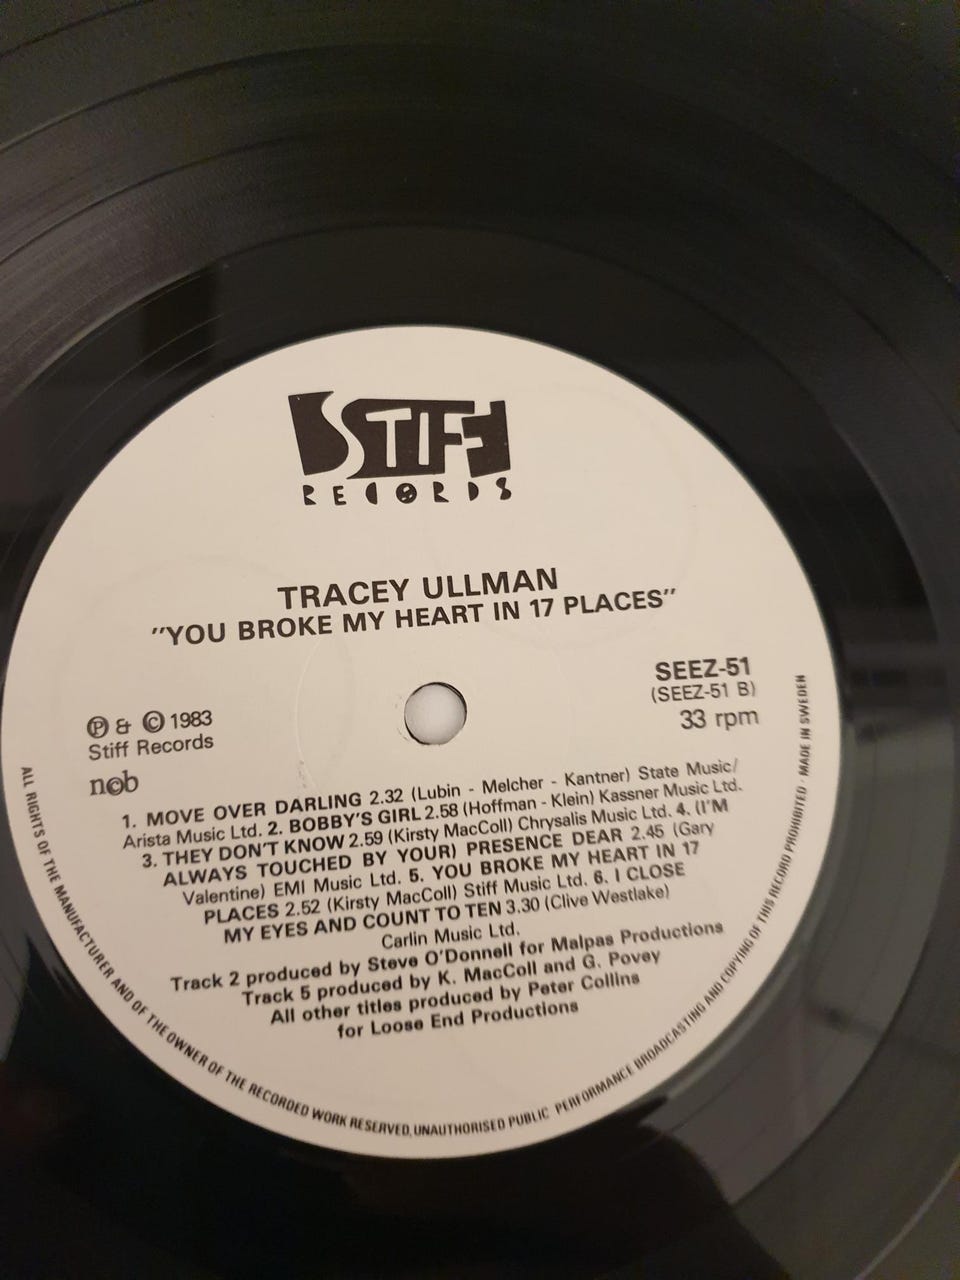 STIFF
RECORDS
TRACEY ULLMAN
"YOU BROKE MY HEART IN 17 PLACES"
SEEZ-51
(SEEZ-51 B)
33 rpm
Ⓟ & © 1983
Stiff Records
ncb
1. MOVE OVER DARLING 2.32 (Lubin - Melcher - Kantner) State Music/
Arista Music Ltd. 2. BOBBY'S GIRL 2.58 (Hoffman - Klein) Kassner Music Ltd.
3. THEY DON'T KNOW 2.59 (Kirsty MacColl) Chrysalis Music Ltd. 4. (I'M
ALWAYS TOUCHED BY YOUR) PRESENCE DEAR 2.45 (Gary
Valentine) EMI Music Ltd. 5. YOU BROKE MY HEART IN 17
PLACES 2.52 (Kirsty MacColl) Stiff Music Ltd. 6. I CLOSE
MY EYES AND COUNT TO TEN 3.30 (Clive Westlake)
Carlin Music Ltd.
Track 2 produced by Steve O'Donnell for Malpas Productions
Track 5 produced by K. MacColl and G. Povey
All other titles produced by Peter Collins
for Loose End Productions
ALL RIGHTS OF THE MANUFACTURER AND OF THE OWNER OF THE RECORDED WORK RESERVED, UNAUTHORISED PUBLIC PERFORMANCE BROADCASTING AND COPYING OF THIS RECORD PROHIBITED · MADE IN SWEDEN